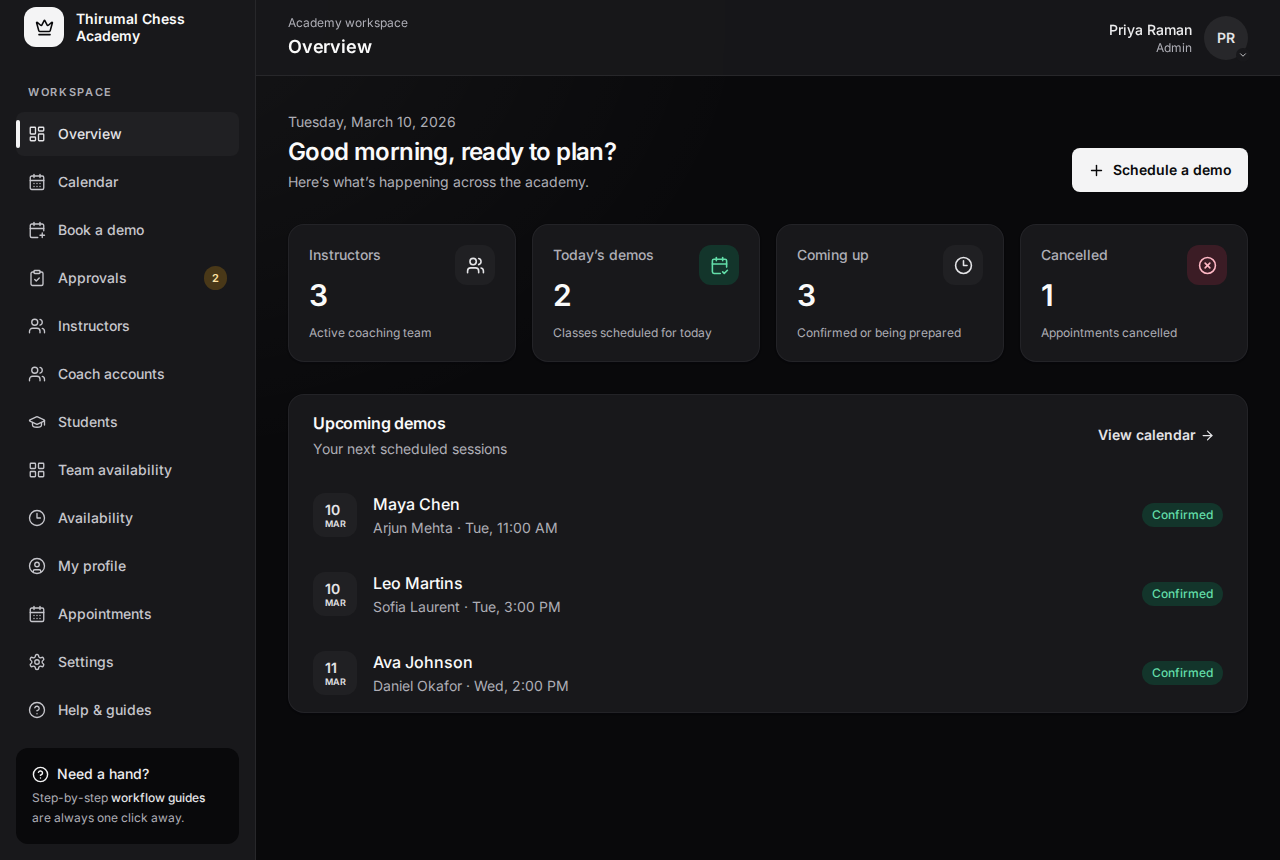 Thirumal Chess
Academy
WORKSPACE
Overview
Calendar
Book a demo
Approvals
2
Instructors
Coach accounts
Students
Team availability
Availability
My profile
Appointments
Settings
Help & guides
Need a hand?
Step-by-step workflow guides
are always one click away.
Academy workspace
Overview
Priya Raman
Admin
PR
Tuesday, March 10, 2026
Good morning, ready to plan?
Here’s what’s happening across the academy.
Schedule a demo
Instructors
3
Active coaching team
Today’s demos
2
Classes scheduled for today
Coming up
3
Confirmed or being prepared
Cancelled
1
Appointments cancelled
Upcoming demos
Your next scheduled sessions
View calendar
10
MAR
Maya Chen
Arjun Mehta · Tue, 11:00 AM
Confirmed
10
MAR
Leo Martins
Sofia Laurent · Tue, 3:00 PM
Confirmed
11
MAR
Ava Johnson
Daniel Okafor · Wed, 2:00 PM
Confirmed